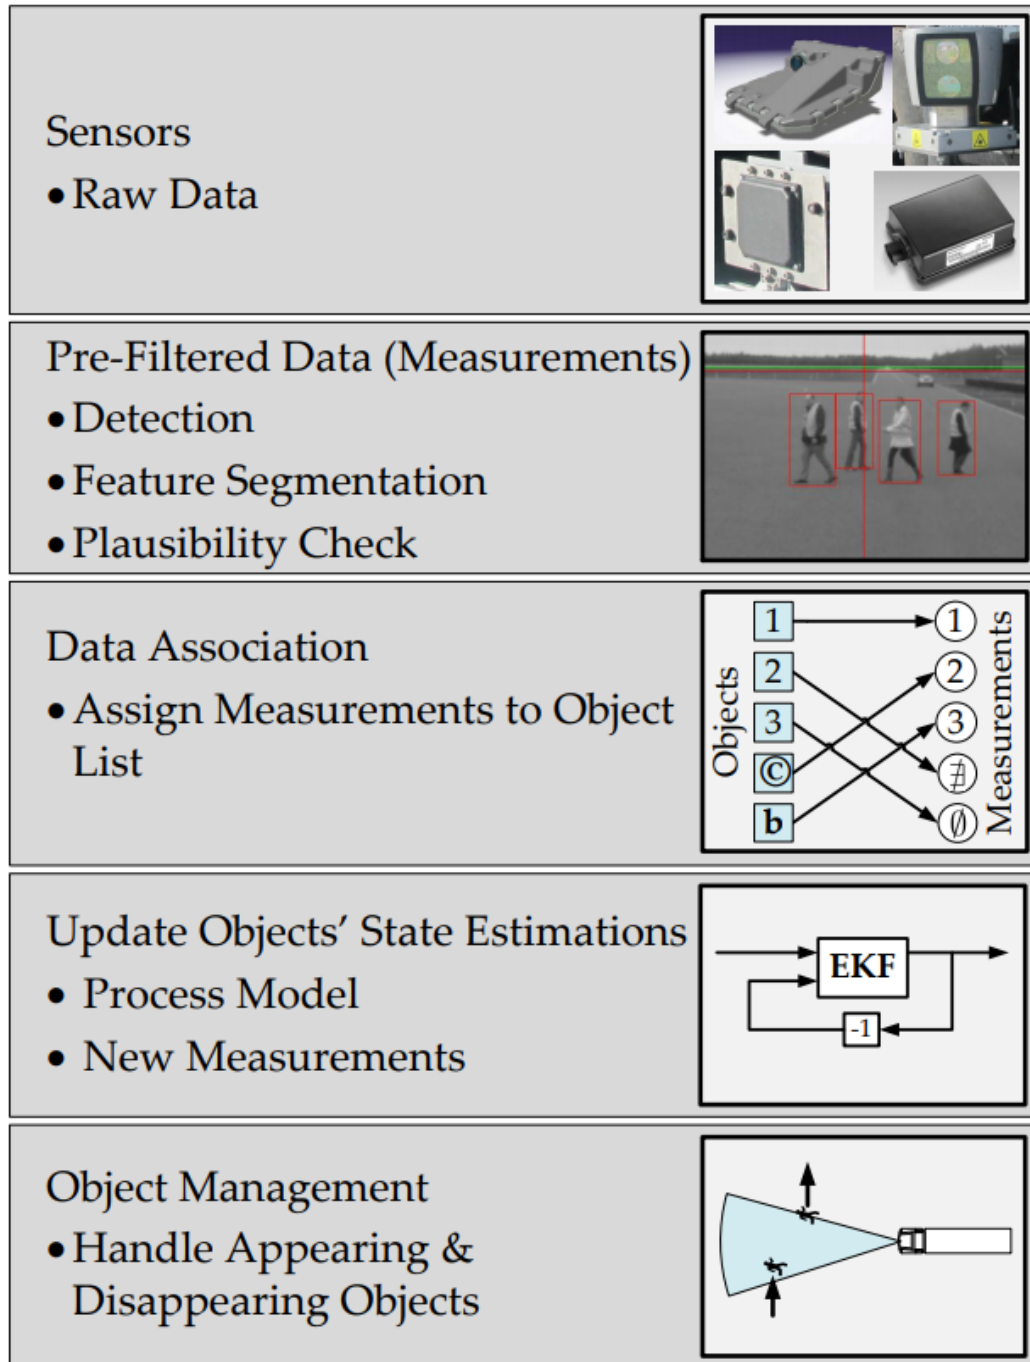 Sensors
• Raw Data
Pre-Filtered Data (Measurements)
• Detection
• Feature Segmentation
• Plausibility Check
Data Association
• Assign Measurements to Object
List
Objects
1
2
3
©
b
1
2
3
∄
∅
Measurements
Update Objects’ State Estimations
• Process Model
• New Measurements
EKF
-1
Object Management
• Handle Appearing &
Disappearing Objects